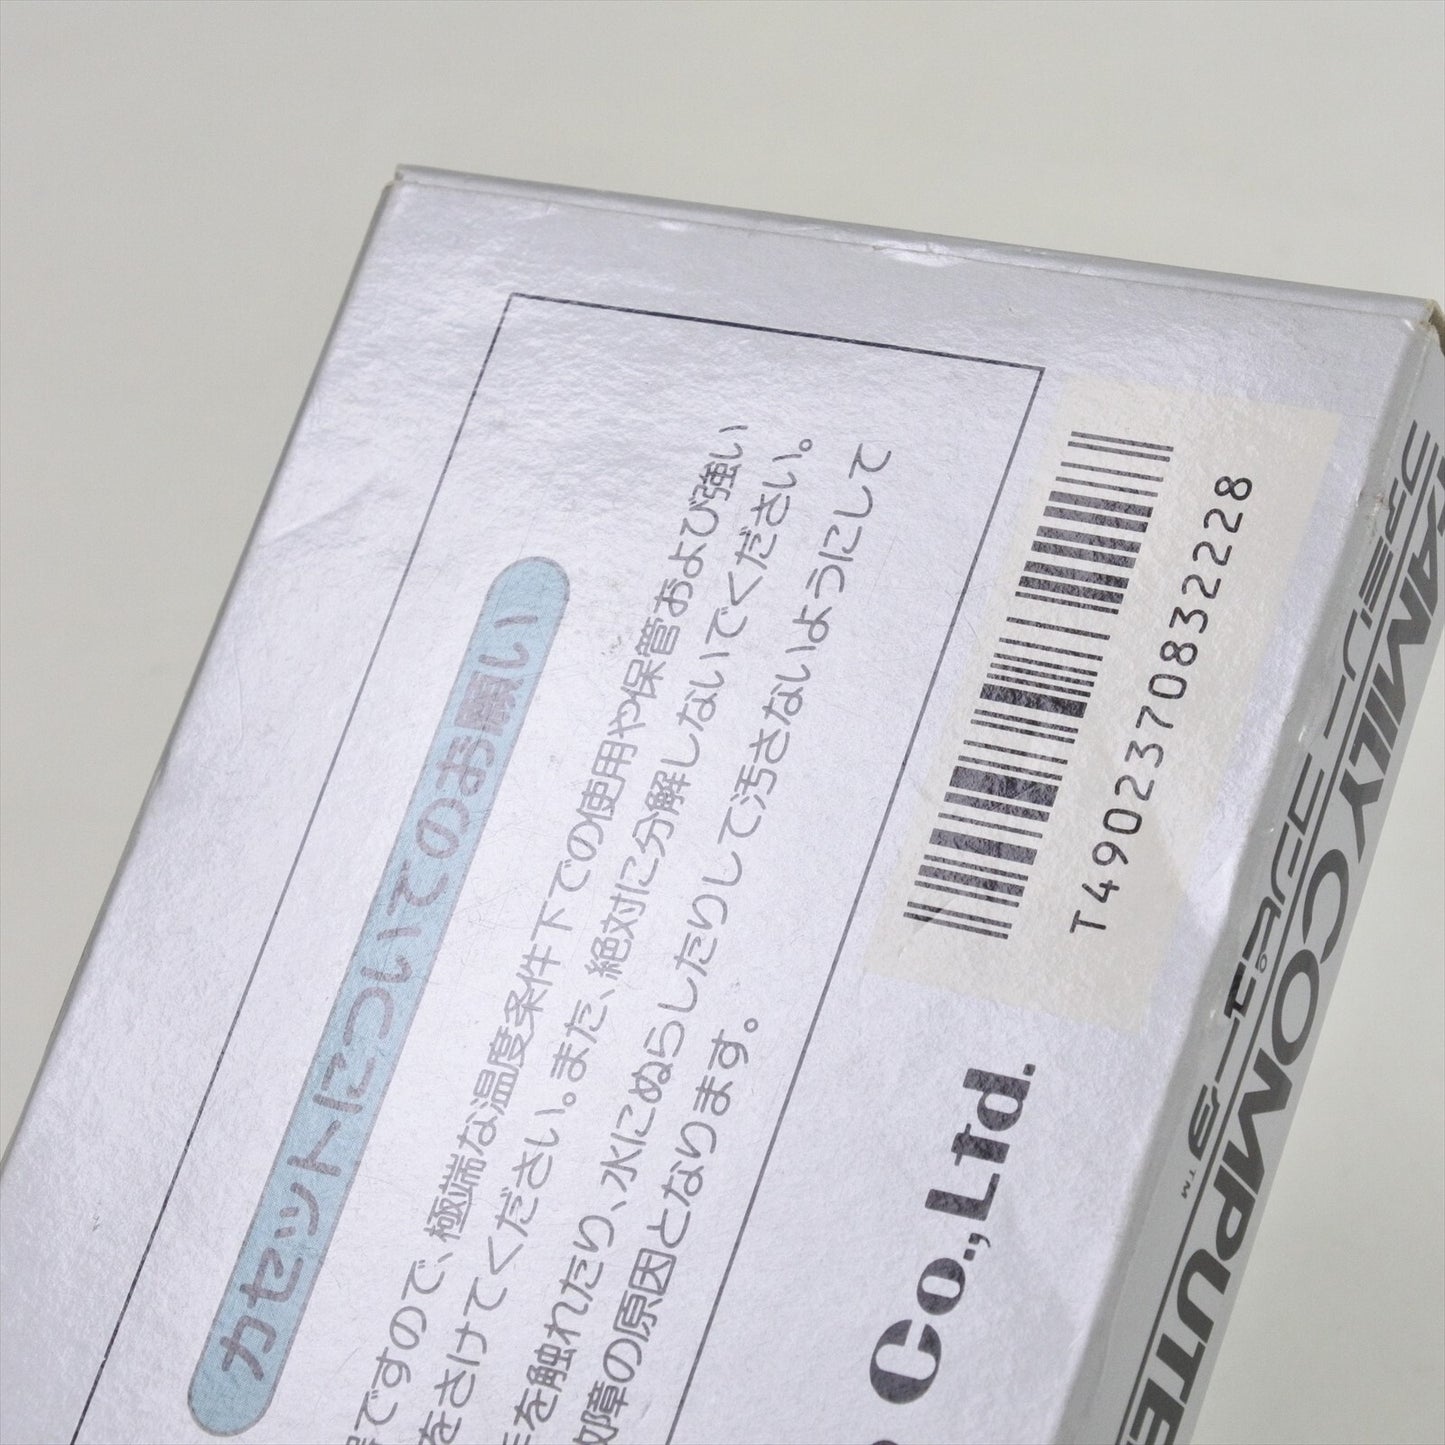 カセットについてのお願い
ですので、極端な温度条件下での使用や保管および強い
をさけてください。また、絶対に分解しないでください。
を触れたり、水にぬらしたりして汚さないようにして
故障の原因となります。
Co.,Ltd.
T4902370832228
FAMILY COMPUTE
ファミリーコンピュータ™